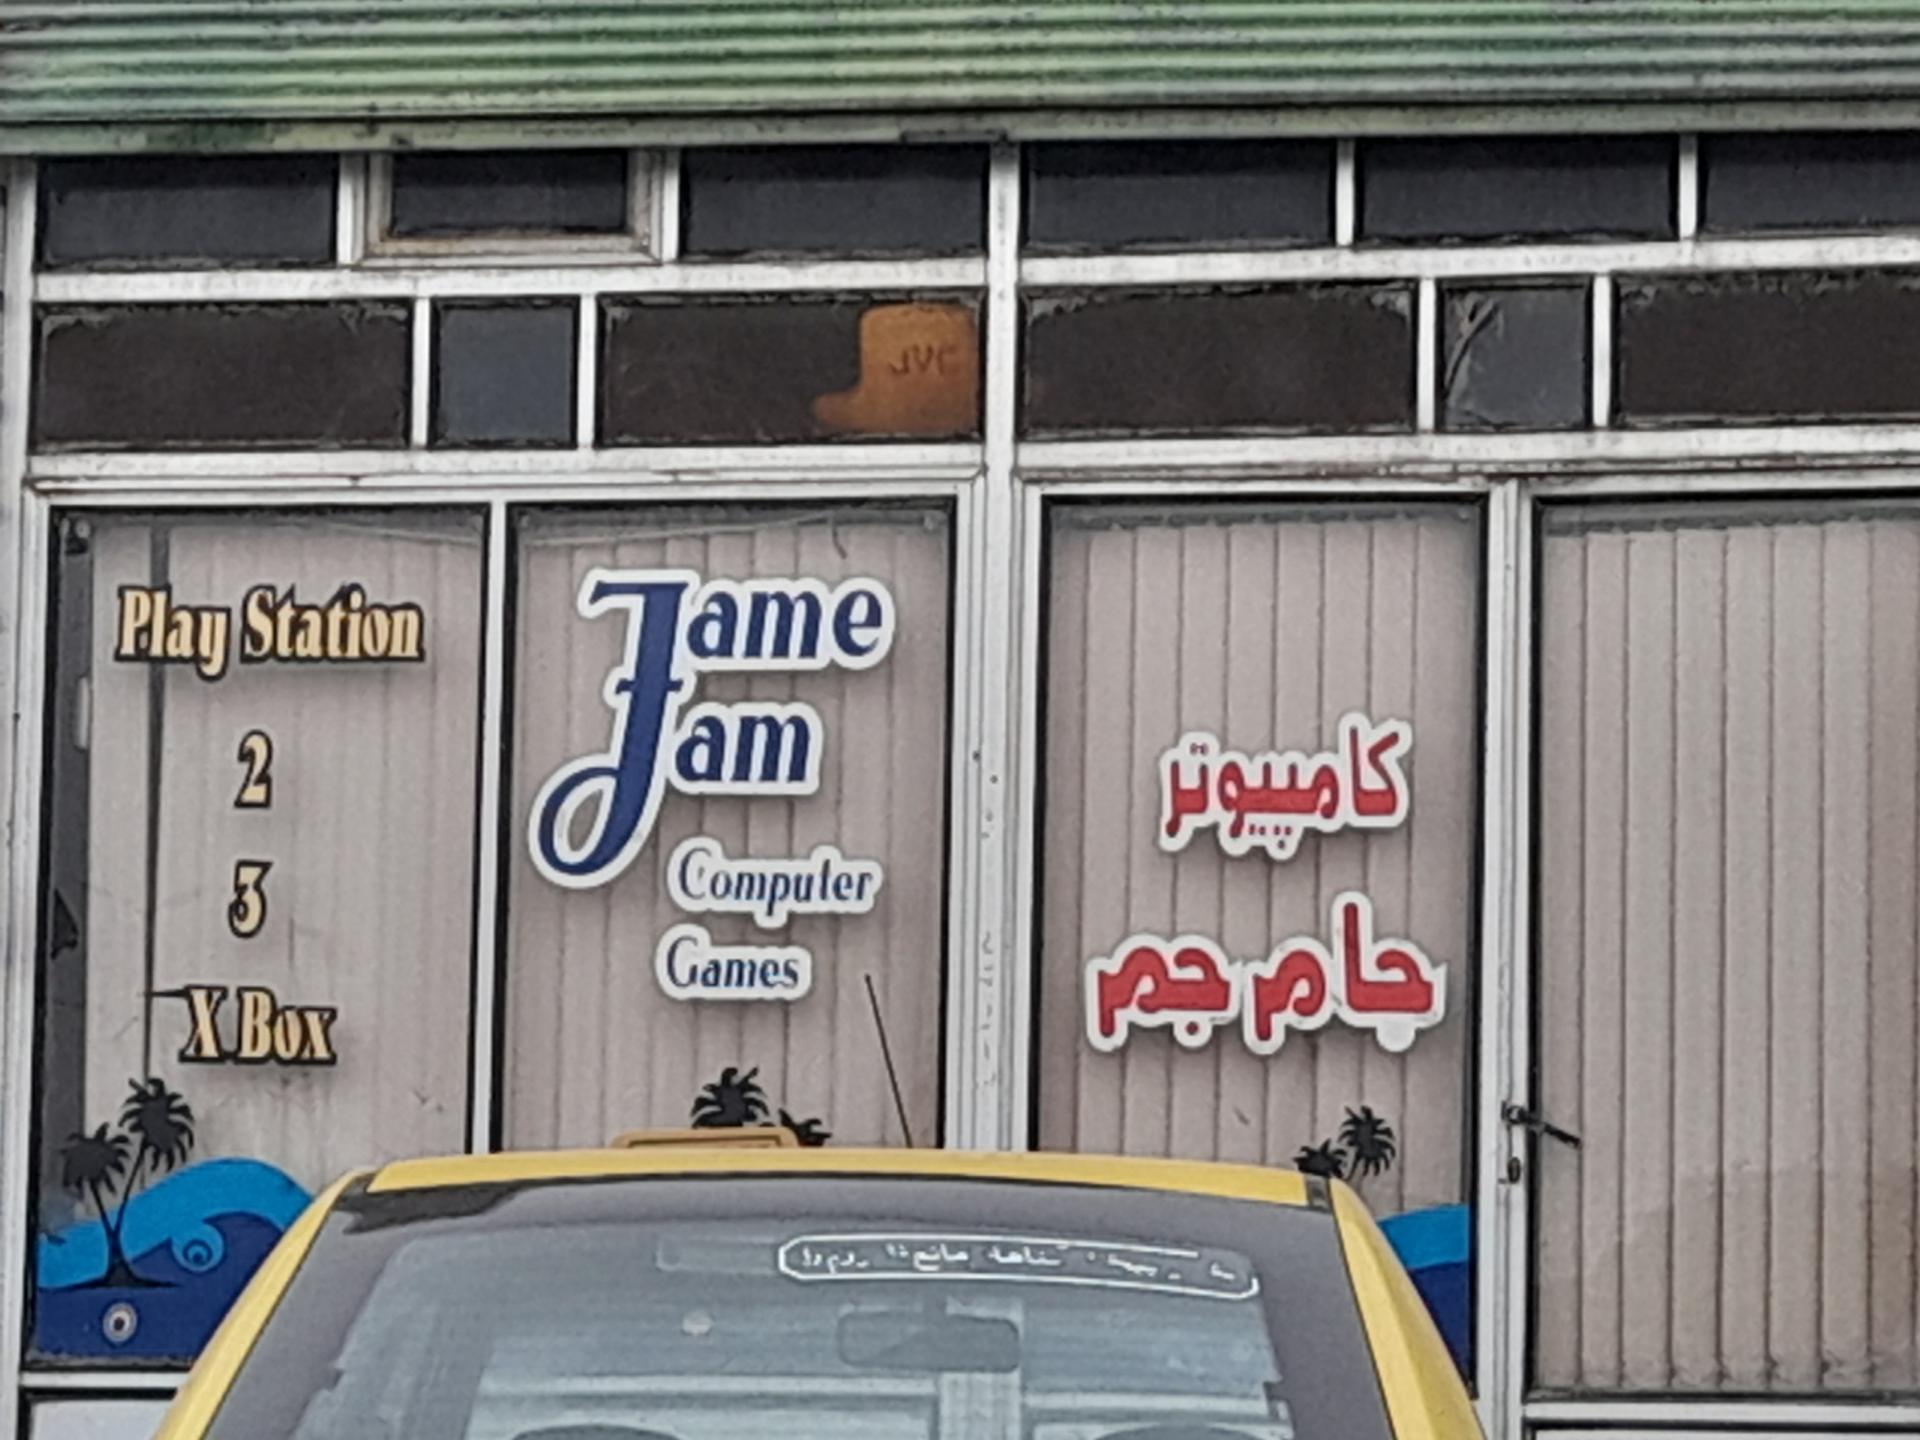 JVC
Play Station
2
3
X Box
Jame
Jam
Computer
Games
کامپیوتر
جام جم